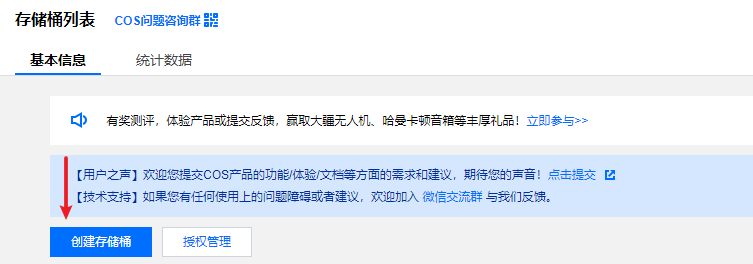 存储桶列表 COS问题咨询群
基本信息 统计数据
有奖测评，体验产品或提交反馈，赢取大疆无人机、哈曼卡顿音箱等丰厚礼品！立即参与>>
【用户之声】欢迎您提交COS产品的功能/体验/文档等方面的需求和建议，期待您的声音！点击提交
【技术支持】如果您有任何使用上的问题障碍或者建议，欢迎加入 微信交流群 与我们反馈。
创建存储桶 授权管理